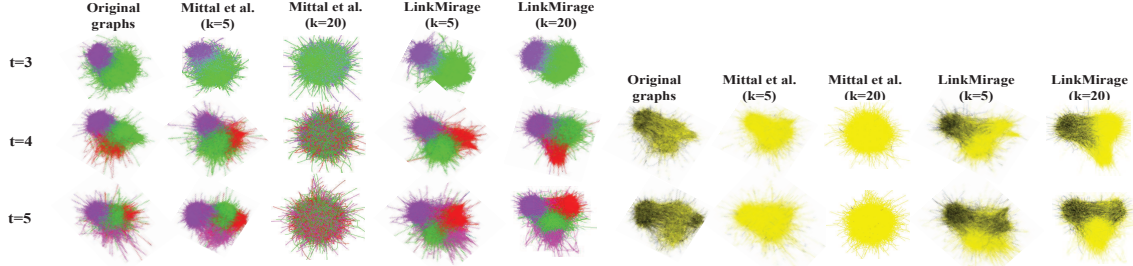 Original graphs
Mittal et al. (k=5)
Mittal et al. (k=20)
LinkMirage (k=5)
LinkMirage (k=20)
t=3
Original graphs
Mittal et al. (k=5)
Mittal et al. (k=20)
LinkMirage (k=5)
LinkMirage (k=20)
t=4
t=5